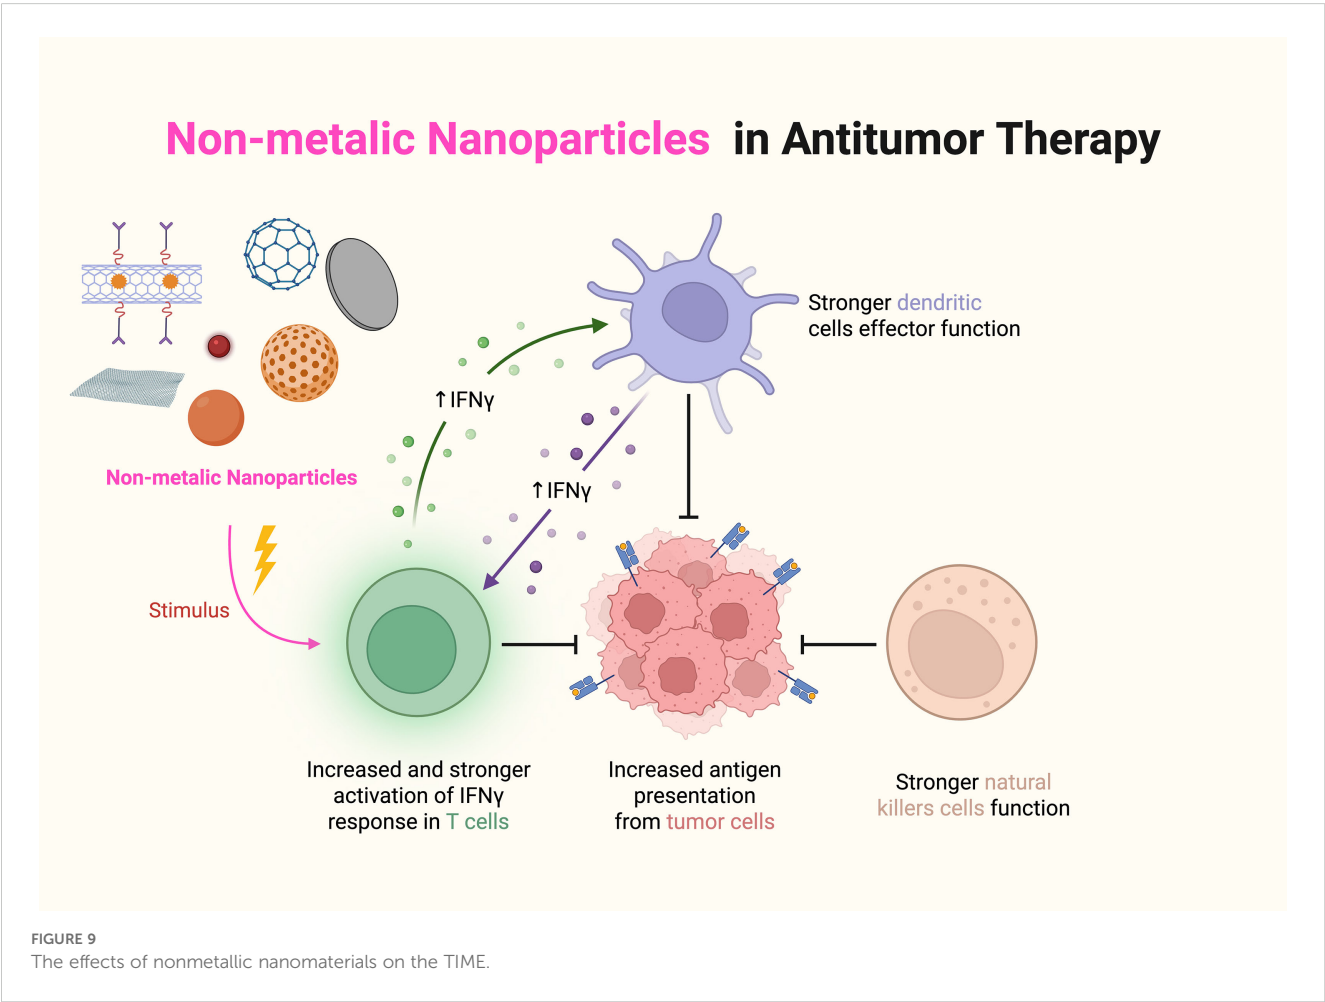 Non-metalic Nanoparticles in Antitumor Therapy
Stronger dendritic
cells effector function
↑IFNγ
↑IFNγ
Non-metalic Nanoparticles
Stimulus
Increased and stronger
activation of IFNγ
response in T cells
Increased antigen
presentation
from tumor cells
Stronger natural
killers cells function
FIGURE 9
The effects of nonmetallic nanomaterials on the TIME.